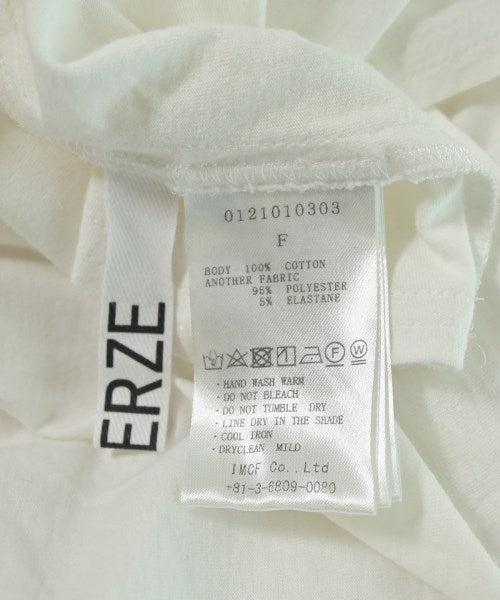 0121010303
F
BODY 100% COTTON
ANOTHER FABRIC
95% POLYESTER
5% ELASTANE
F W
・HAND WASH WARM
・DO NOT BLEACH
・DO NOT TUMBLE DRY
・LINE DRY IN THE SHADE
・COOL IRON
・DRYCLEAN MILD
IMCF Co.,Ltd
+81-3-6809-0080
ERZE